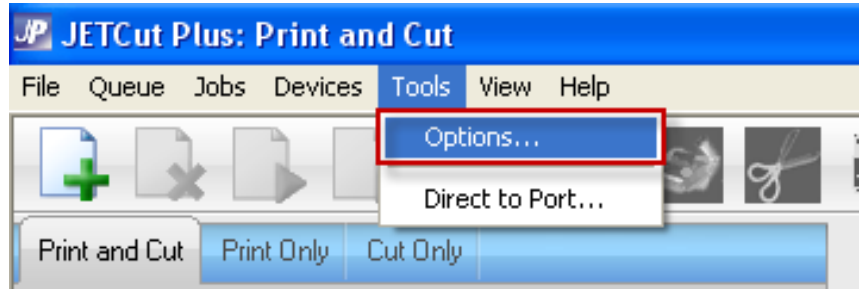 JP JETCut Plus: Print and Cut
File Queue Jobs Devices Tools View Help
Options...
Direct to Port...
Print and Cut Print Only Cut Only